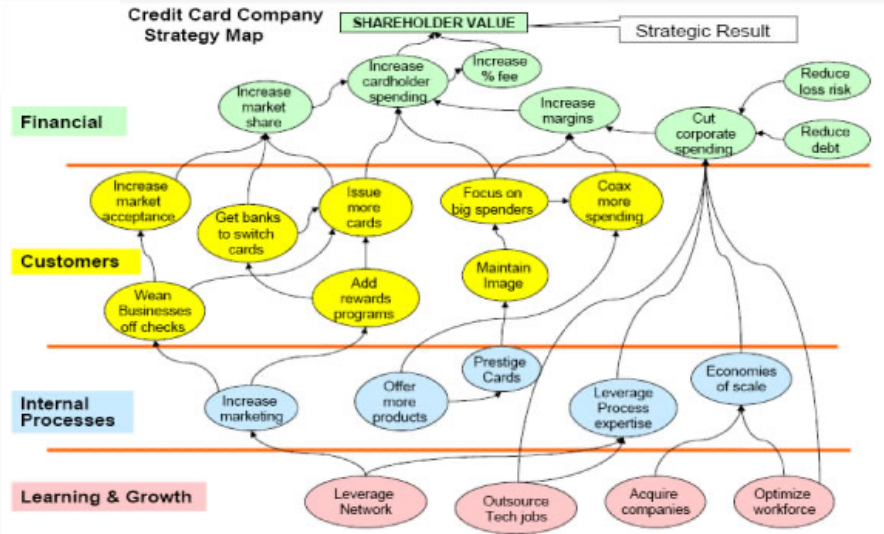 Credit Card Company
Strategy Map
SHAREHOLDER VALUE
Strategic Result
Increase
cardholder
spending
Increase
% fee
Increase
market
share
Increase
margins
Reduce
loss risk
Financial
Cut
corporate
spending
Reduce
debt
Increase
market
acceptance
Get banks
to switch
cards
Issue
more
cards
Focus on
big spenders
Coax
more
spending
Customers
Maintain
Image
Wean
Businesses
off checks
Add
rewards
programs
Prestige
Cards
Economies
of scale
Internal
Processes
Increase
marketing
Offer
more
products
Leverage
Process
expertise
Learning & Growth
Leverage
Network
Outsource
Tech jobs
Acquire
companies
Optimize
workforce